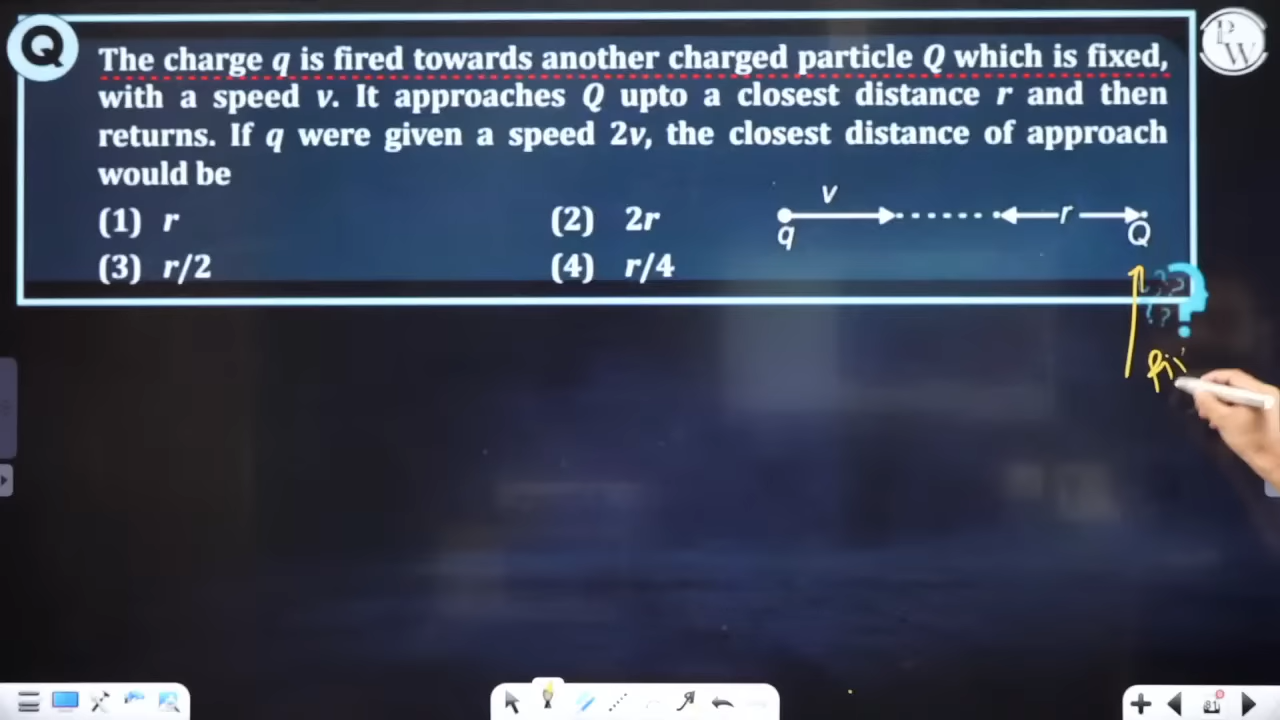 Q
The charge q is fired towards another charged particle Q which is fixed,
with a speed v. It approaches Q upto a closest distance r and then
returns. If q were given a speed 2v, the closest distance of approach
would be
(1) r
(2) 2r
(3) r/2
(4) r/4
v
r
q
Q
PW
???
??
81